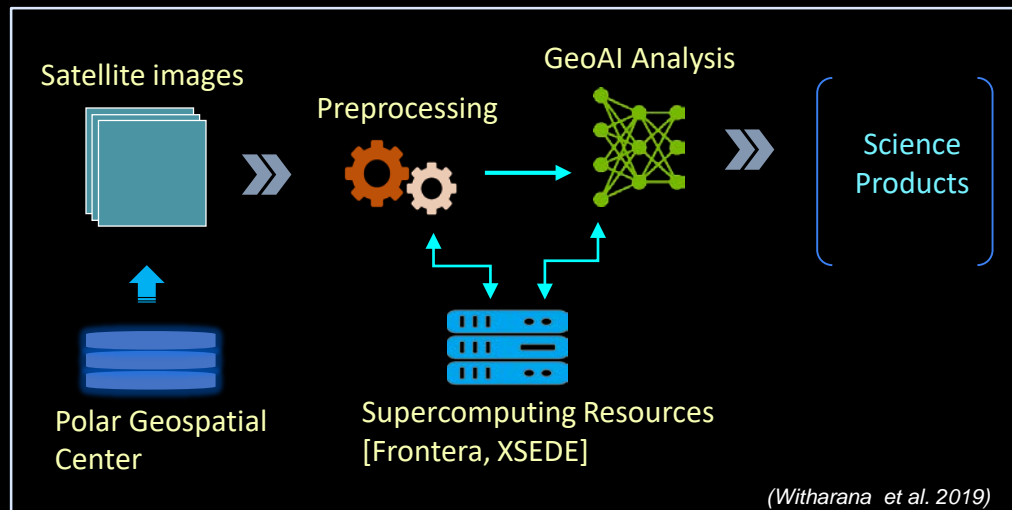 Satellite images
Preprocessing
GeoAI Analysis
Science
Products
Polar Geospatial
Center
Supercomputing Resources
[Frontera, XSEDE]
(Witharana et al. 2019)